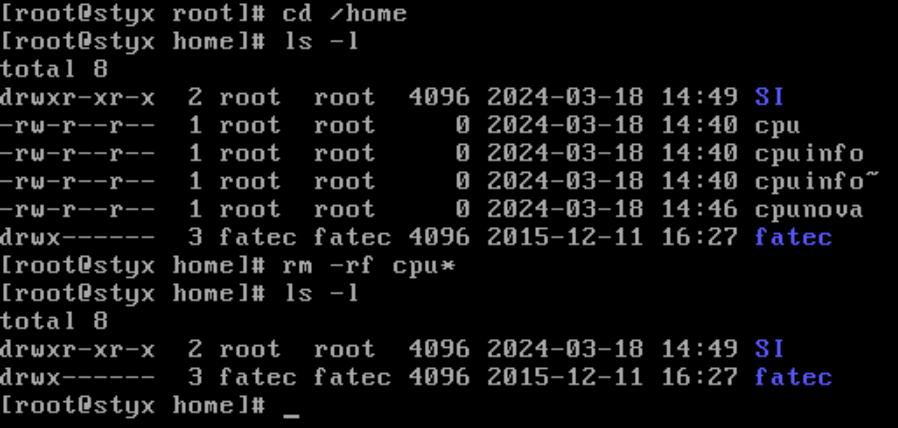 [root@styx root]# cd /home
[root@styx home]# ls -l
total 8
drwxr-xr-x  2 root  root  4096 2024-03-18 14:49 SI
-rw-r--r--  1 root  root     0 2024-03-18 14:40 cpu
-rw-r--r--  1 root  root     0 2024-03-18 14:40 cpuinfo
-rw-r--r--  1 root  root     0 2024-03-18 14:40 cpuinfo~
-rw-r--r--  1 root  root     0 2024-03-18 14:46 cpunova
drwx------  3 fatec fatec 4096 2015-12-11 16:27 fatec
[root@styx home]# rm -rf cpu*
[root@styx home]# ls -l
total 8
drwxr-xr-x  2 root  root  4096 2024-03-18 14:49 SI
drwx------  3 fatec fatec 4096 2015-12-11 16:27 fatec
[root@styx home]# _